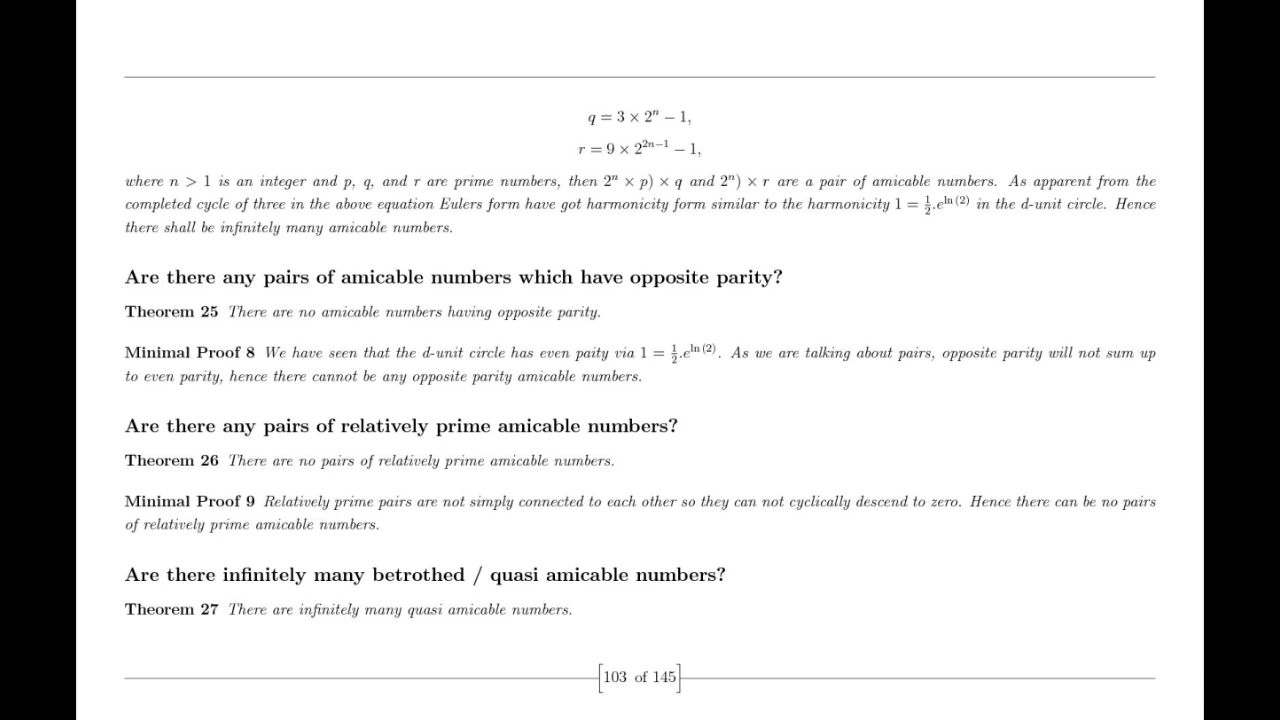 q = 3 × 2^n − 1,
r = 9 × 2^{2n−1} − 1,
where n > 1 is an integer and p, q, and r are prime numbers, then 2^n × p) × q and 2^n) × r are a pair of amicable numbers. As apparent from the
completed cycle of three in the above equation Eulers form have got harmonicity form similar to the harmonicity 1 = \frac{1}{2}.e^{ln (2)} in the d-unit circle. Hence
there shall be infinitely many amicable numbers.
Are there any pairs of amicable numbers which have opposite parity?
Theorem 25 There are no amicable numbers having opposite parity.
Minimal Proof 8 We have seen that the d-unit circle has even paity via 1 = \frac{1}{2}.e^{ln (2)}. As we are talking about pairs, opposite parity will not sum up
to even parity, hence there cannot be any opposite parity amicable numbers.
Are there any pairs of relatively prime amicable numbers?
Theorem 26 There are no pairs of relatively prime amicable numbers.
Minimal Proof 9 Relatively prime pairs are not simply connected to each other so they can not cyclically descend to zero. Hence there can be no pairs
of relatively prime amicable numbers.
Are there infinitely many betrothed / quasi amicable numbers?
Theorem 27 There are infinitely many quasi amicable numbers.
[103 of 145]